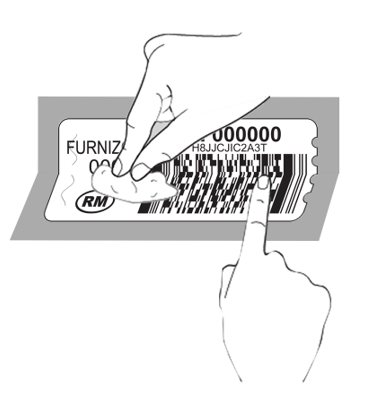 FURNIZ
000000
H8JJCJIC2A3T
00
RM